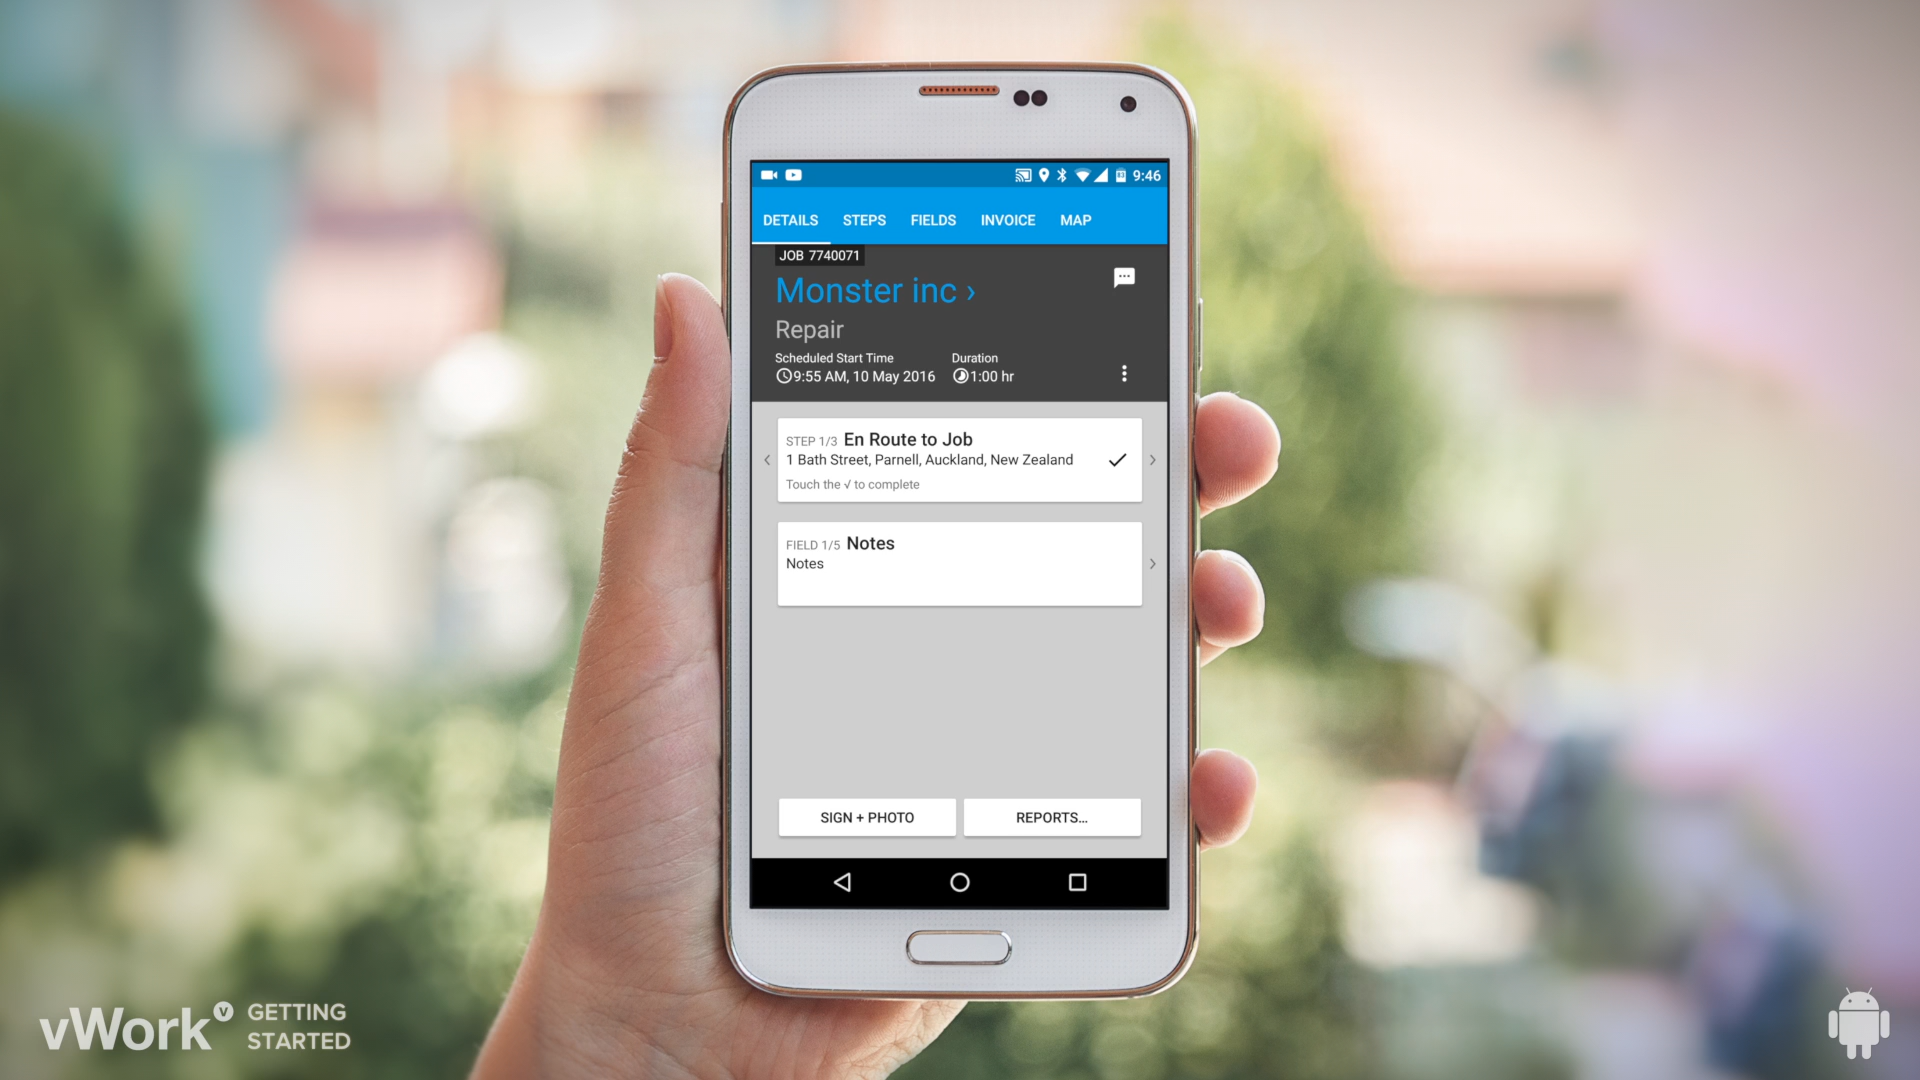 9:46
DETAILS STEPS FIELDS INVOICE MAP
JOB 7740071
Monster inc ›
Repair
Scheduled Start Time Duration
9:55 AM, 10 May 2016 1:00 hr
STEP 1/3 En Route to Job
1 Bath Street, Parnell, Auckland, New Zealand
Touch the √ to complete
FIELD 1/5 Notes
Notes
SIGN + PHOTO REPORTS...
vWork v GETTING
STARTED